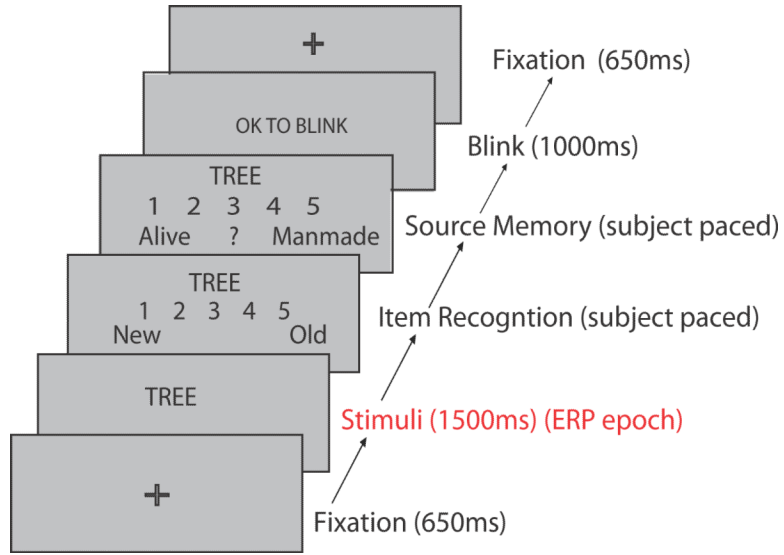 +
Fixation (650ms)
OK TO BLINK
Blink (1000ms)
TREE
1 2 3 4 5
Alive ? Manmade
Source Memory (subject paced)
TREE
1 2 3 4 5
New Old
Item Recogntion (subject paced)
TREE
Stimuli (1500ms) (ERP epoch)
+
Fixation (650ms)